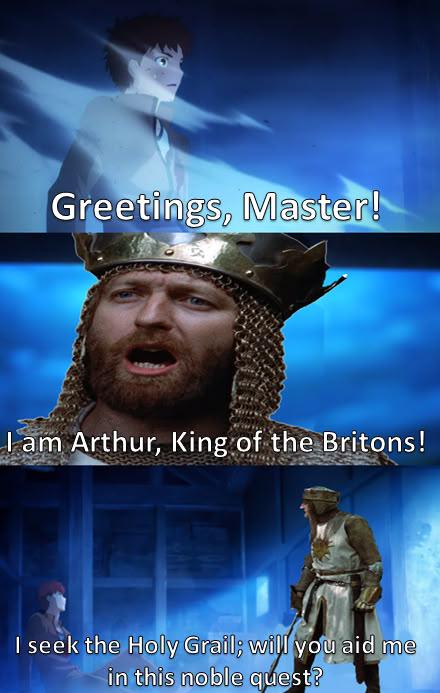 Greetings, Master!
I am Arthur, King of the Britons!
I seek the Holy Grail; will you aid me
in this noble quest?